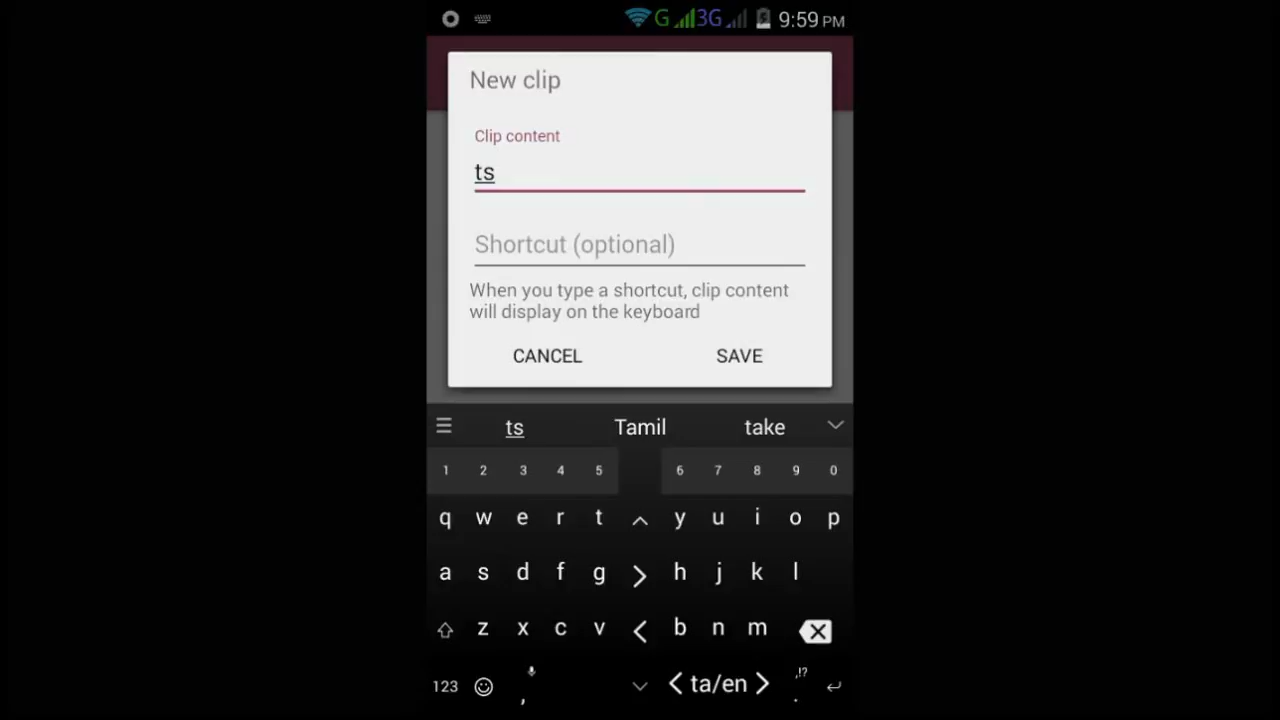 G 3G 9:59 PM
New clip
Clip content
ts
Shortcut (optional)
When you type a shortcut, clip content
will display on the keyboard
CANCEL SAVE
ts Tamil take
1 2 3 4 5 6 7 8 9 0
q w e r t y u i o p
a s d f g h j k l
z x c v b n m
123 , < ta/en > ,!? .